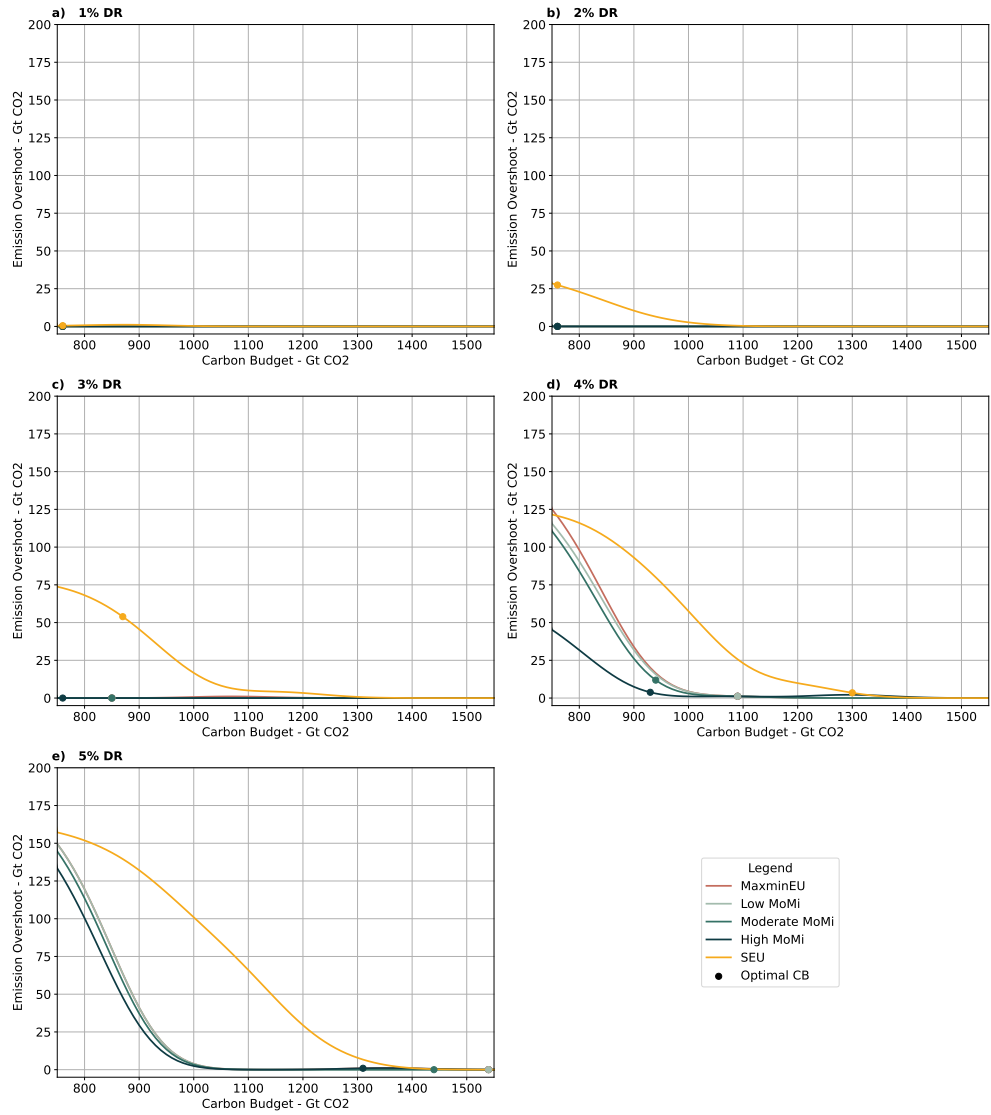 a)   1% DR
200
175
150
125
100
75
50
25
0
Emission Overshoot - Gt CO2
800 900 1000 1100 1200 1300 1400 1500
Carbon Budget - Gt CO2
b)   2% DR
200
175
150
125
100
75
50
25
0
Emission Overshoot - Gt CO2
800 900 1000 1100 1200 1300 1400 1500
Carbon Budget - Gt CO2
c)   3% DR
200
175
150
125
100
75
50
25
0
Emission Overshoot - Gt CO2
800 900 1000 1100 1200 1300 1400 1500
Carbon Budget - Gt CO2
d)   4% DR
200
175
150
125
100
75
50
25
0
Emission Overshoot - Gt CO2
800 900 1000 1100 1200 1300 1400 1500
Carbon Budget - Gt CO2
e)   5% DR
200
175
150
125
100
75
50
25
0
Emission Overshoot - Gt CO2
800 900 1000 1100 1200 1300 1400 1500
Carbon Budget - Gt CO2
Legend
MaxminEU
Low MoMi
Moderate MoMi
High MoMi
SEU
Optimal CB